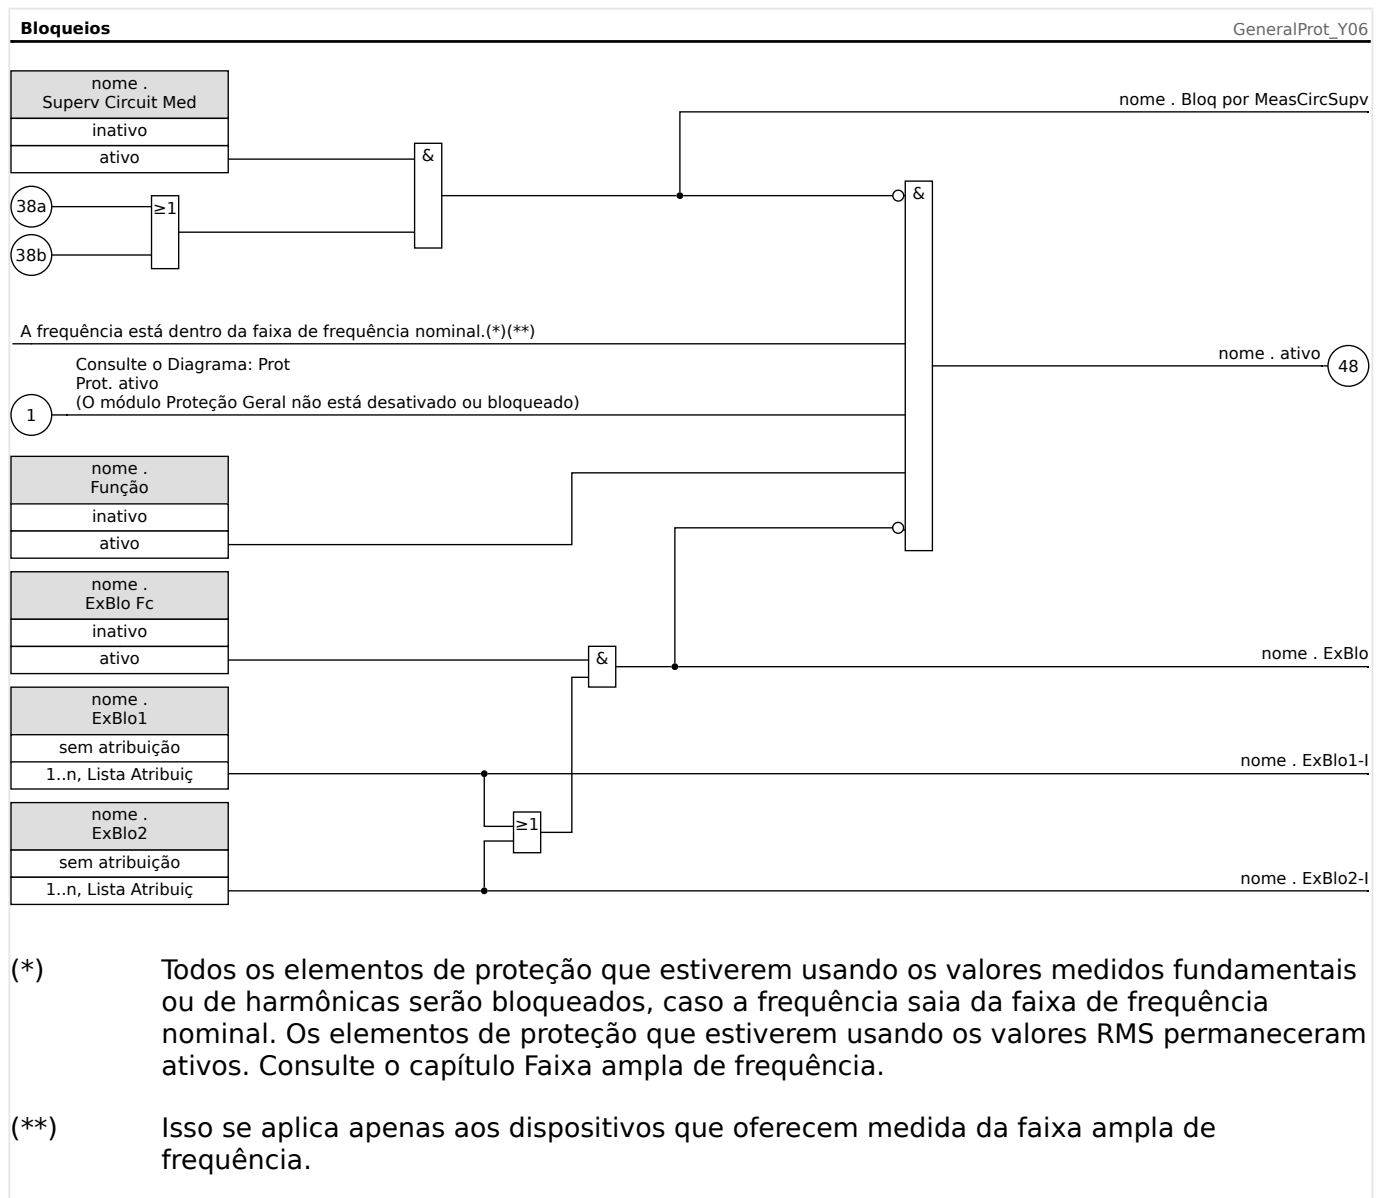 Bloqueios
GeneralProt_Y06
nome .
Superv Circuit Med
inativo
ativo
nome . Bloq por MeasCircSupv
&
&
38a
≥1
38b
A frequência está dentro da faixa de frequência nominal.(*)(**)
Consulte o Diagrama: Prot
Prot. ativo
(O módulo Proteção Geral não está desativado ou bloqueado)
1
nome . ativo
48
nome .
Função
inativo
ativo
nome .
ExBlo Fc
inativo
ativo
&
nome . ExBlo
nome .
ExBlo1
sem atribuição
1..n, Lista Atribuiç
nome . ExBlo1-I
≥1
nome .
ExBlo2
sem atribuição
1..n, Lista Atribuiç
nome . ExBlo2-I
(*) Todos os elementos de proteção que estiverem usando os valores medidos fundamentais
ou de harmônicas serão bloqueados, caso a frequência saia da faixa de frequência
nominal. Os elementos de proteção que estiverem usando os valores RMS permaneceram
ativos. Consulte o capítulo Faixa ampla de frequência.
(**) Isso se aplica apenas aos dispositivos que oferecem medida da faixa ampla de
frequência.